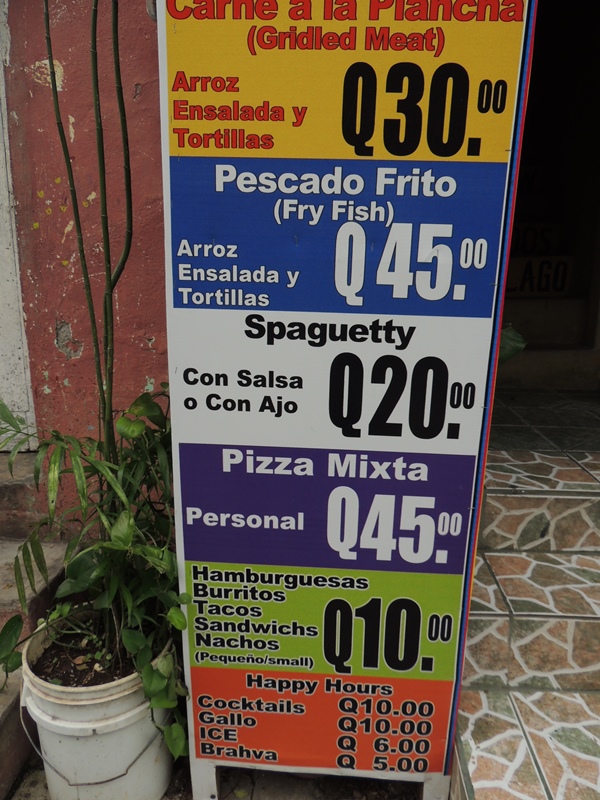 Carne a la Plancha
(Gridled Meat)
Arroz
Ensalada y
Tortillas
Q30.00
Pescado Frito
(Fry Fish)
Arroz
Ensalada y
Tortillas
Q45.00
Spaguetty
Con Salsa
o Con Ajo
Q20.00
Pizza Mixta
Personal
Q45.00
Hamburguesas
Burritos
Tacos
Sandwichs
Nachos
(Pequeño/small)
Q10.00
Happy Hours
Cocktails Q10.00
Gallo Q10.00
ICE Q 6.00
Brahva Q 5.00
LAGO